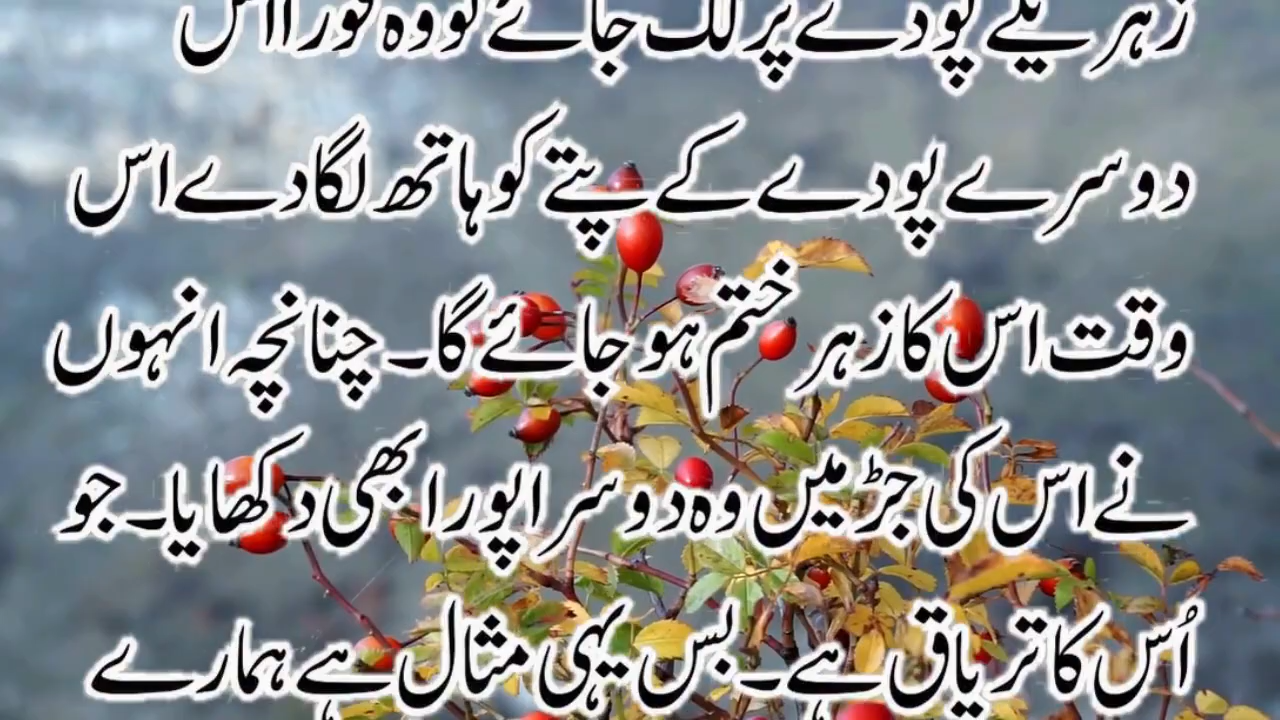 زہریلے پودے پر لگ جائے تو وہ فورا اس
دوسرے پودے کے پتے کو ہاتھ لگا دے اس
وقت اس کا زہر ختم ہو جائے گا۔ چنانچہ انہوں
نے اس کی جڑ میں وہ دوسرا پورا بھی دکھایا۔ جو
اُس کا تریاق ہے۔ بس یہی مثال ہے ہمارے